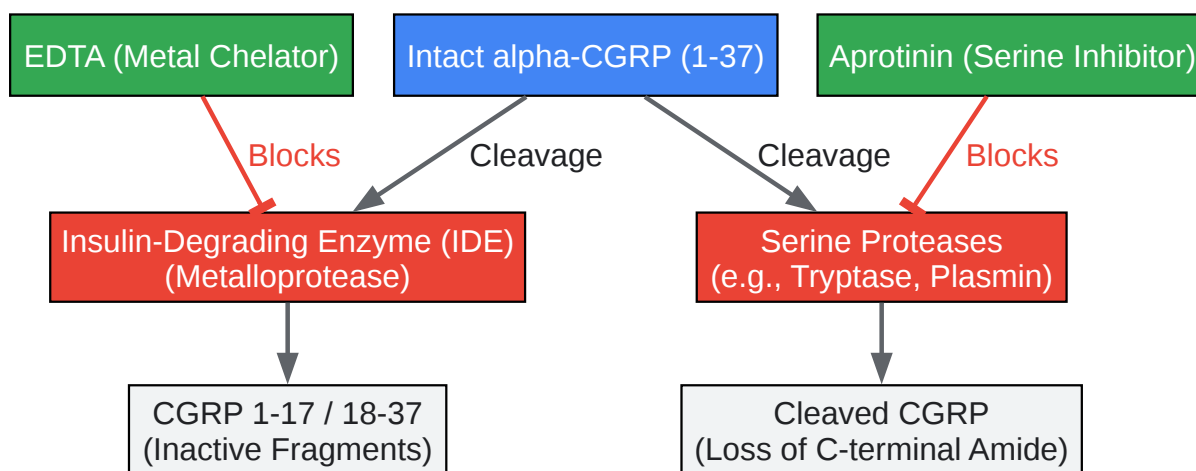 EDTA (Metal Chelator)
Intact alpha-CGRP (1-37)
Aprotinin (Serine Inhibitor)
Blocks
Cleavage
Cleavage
Blocks
Insulin-Degrading Enzyme (IDE)
(Metalloprotease)
Serine Proteases
(e.g., Tryptase, Plasmin)
CGRP 1-17 / 18-37
(Inactive Fragments)
Cleaved CGRP
(Loss of C-terminal Amide)